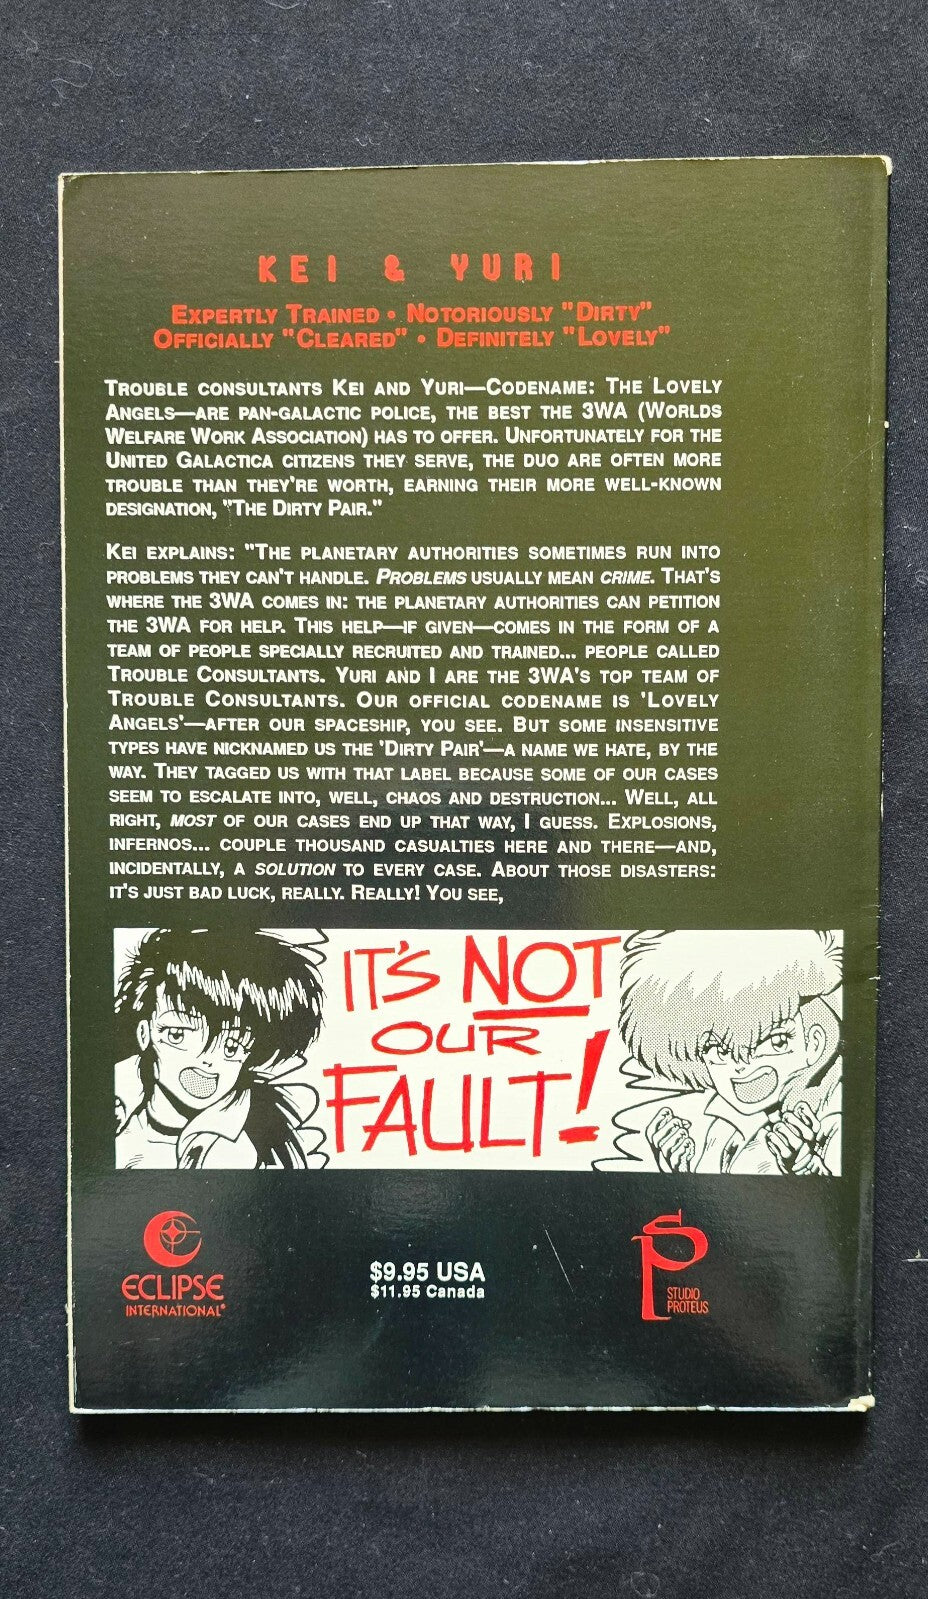 KEI & YURI
EXPERTLY TRAINED • NOTORIOUSLY "DIRTY"
OFFICIALLY "CLEARED" • DEFINITELY "LOVELY"
TROUBLE CONSULTANTS KEI AND YURI—CODENAME: THE LOVELY
ANGELS—ARE PAN-GALACTIC POLICE, THE BEST THE 3WA (WORLDS
WELFARE WORK ASSOCIATION) HAS TO OFFER. UNFORTUNATELY FOR THE
UNITED GALACTICA CITIZENS THEY SERVE, THE DUO ARE OFTEN MORE
TROUBLE THAN THEY'RE WORTH, EARNING THEIR MORE WELL-KNOWN
DESIGNATION, "THE DIRTY PAIR."
KEI EXPLAINS: "THE PLANETARY AUTHORITIES SOMETIMES RUN INTO
PROBLEMS THEY CAN'T HANDLE. PROBLEMS USUALLY MEAN CRIME. THAT'S
WHERE THE 3WA COMES IN: THE PLANETARY AUTHORITIES CAN PETITION
THE 3WA FOR HELP. THIS HELP—IF GIVEN—COMES IN THE FORM OF A
TEAM OF PEOPLE SPECIALLY RECRUITED AND TRAINED... PEOPLE CALLED
TROUBLE CONSULTANTS. YURI AND I ARE THE 3WA'S TOP TEAM OF
TROUBLE CONSULTANTS. OUR OFFICIAL CODENAME IS 'LOVELY
ANGELS'—AFTER OUR SPACESHIP, YOU SEE. BUT SOME INSENSITIVE
TYPES HAVE NICKNAMED US THE 'DIRTY PAIR'—A NAME WE HATE, BY THE
WAY. THEY TAGGED US WITH THAT LABEL BECAUSE SOME OF OUR CASES
SEEM TO ESCALATE INTO, WELL, CHAOS AND DESTRUCTION... WELL, ALL
RIGHT, MOST OF OUR CASES END UP THAT WAY, I GUESS. EXPLOSIONS,
INFERNOS... COUPLE THOUSAND CASUALTIES HERE AND THERE—AND,
INCIDENTALLY, A SOLUTION TO EVERY CASE. ABOUT THOSE DISASTERS:
IT'S JUST BAD LUCK, REALLY. REALLY! YOU SEE,
IT'S NOT
OUR
FAULT!
ECLIPSE
INTERNATIONAL
$9.95 USA
$11.95 Canada
SP
STUDIO
PROTEUS